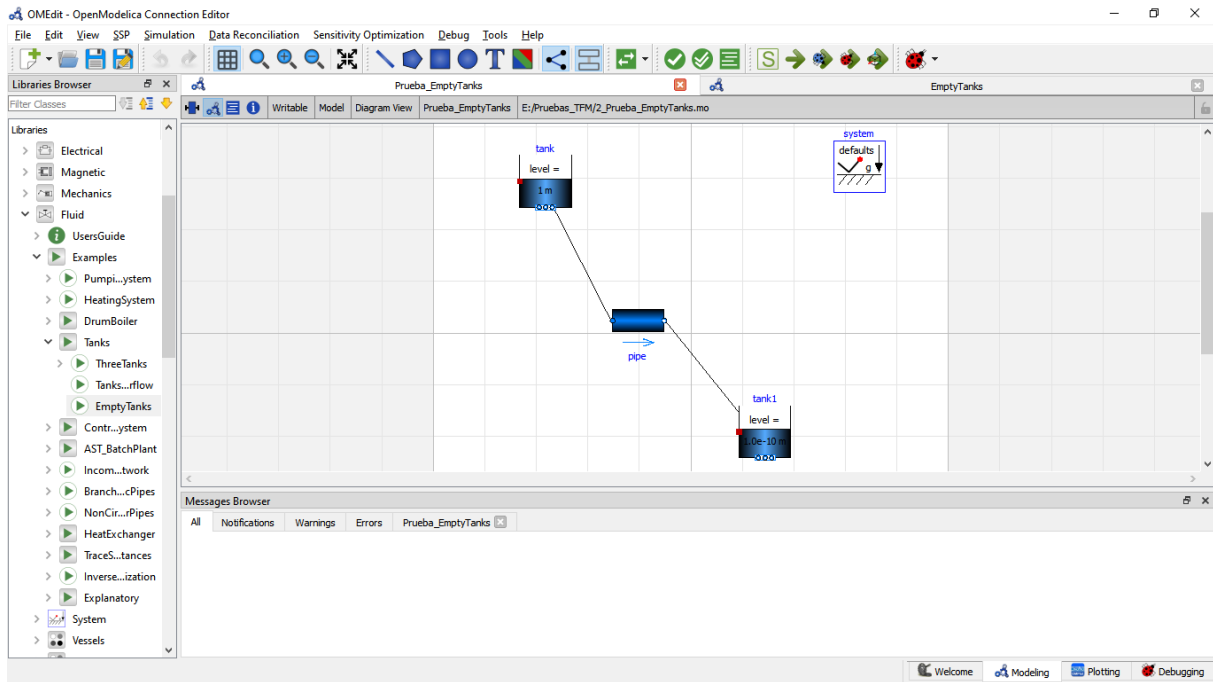 OMEdit - OpenModelica Connection Editor
File Edit View SSP Simulation Data Reconciliation Sensitivity Optimization Debug Tools Help
T S
Libraries Browser
Prueba_EmptyTanks
EmptyTanks
Filter Classes
Writable Model Diagram View Prueba_EmptyTanks E:/Pruebas_TFM/2_Prueba_EmptyTanks.mo
Libraries
Electrical
Magnetic
Mechanics
Fluid
UsersGuide
Examples
Pumpi...ystem
HeatingSystem
DrumBoiler
Tanks
ThreeTanks
Tanks...rflow
EmptyTanks
Contr...ystem
AST_BatchPlant
Incom...twork
Branch...cPipes
NonCir...rPipes
HeatExchanger
TraceS...tances
Inverse...ization
Explanatory
System
Vessels
tank
level =
1 m
system
defaults
g
pipe
tank1
level =
1.0e-10 m
Messages Browser
All Notifications Warnings Errors Prueba_EmptyTanks
Welcome Modeling Plotting Debugging